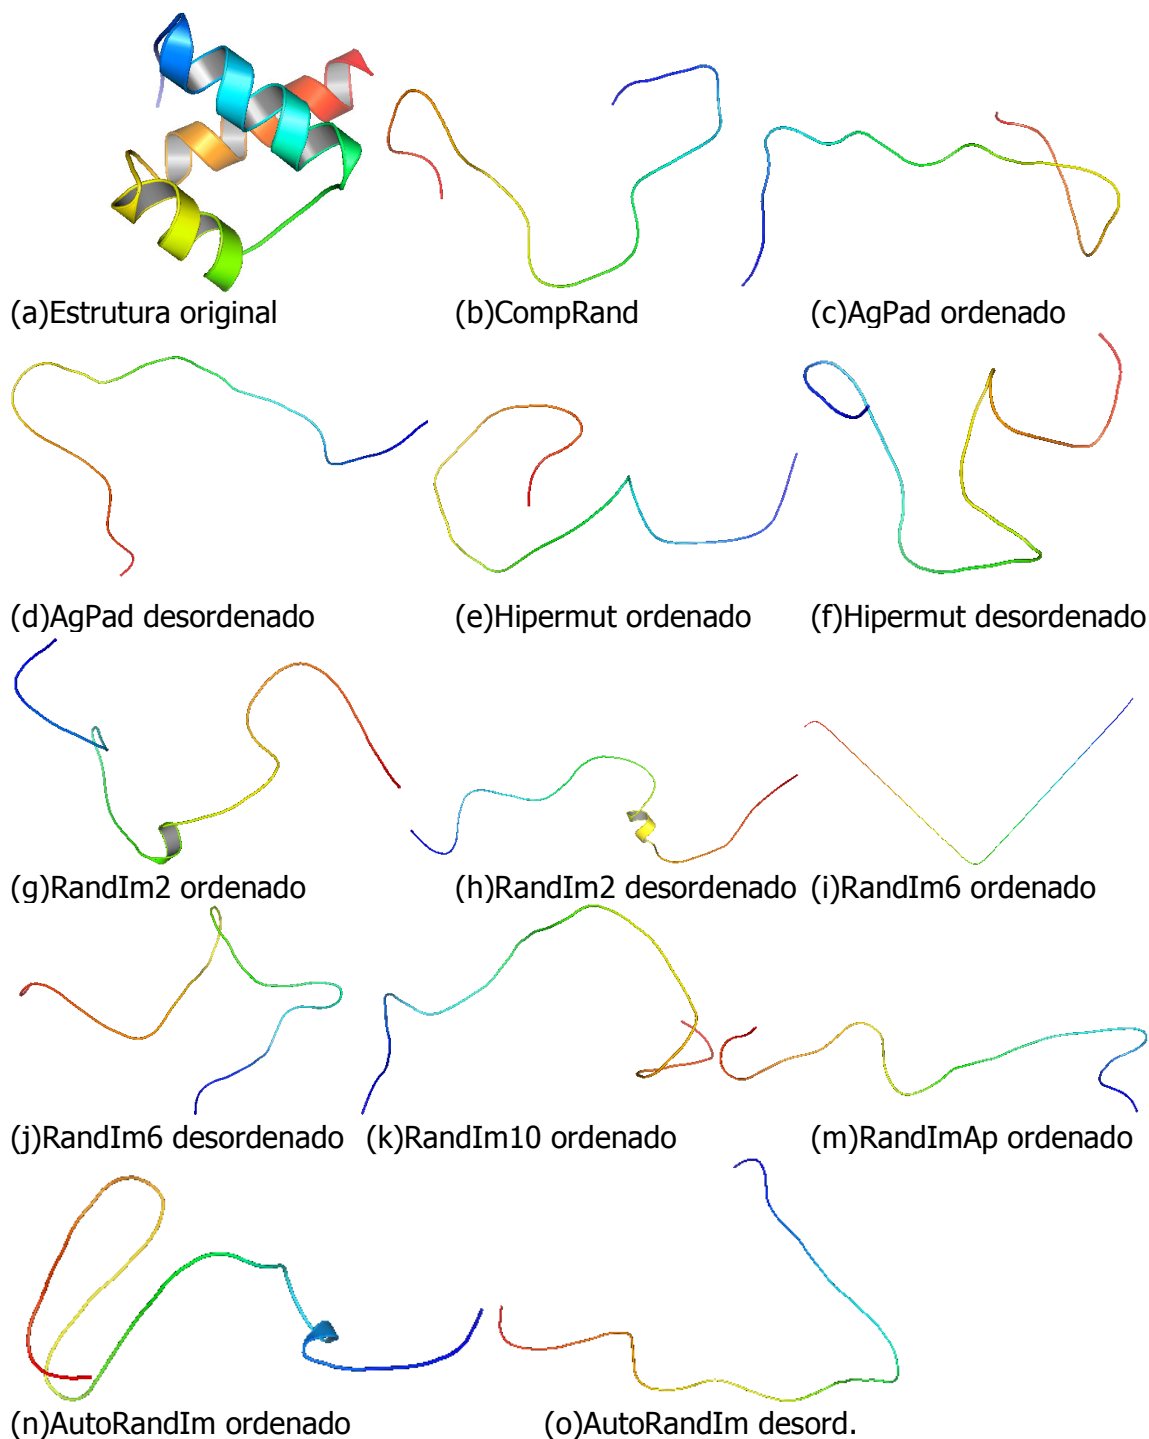 (a)Estrutura original (b)CompRand (c)AgPad ordenado
(d)AgPad desordenado (e)Hipermut ordenado (f)Hipermut desordenado
(g)RandIm2 ordenado (h)RandIm2 desordenado (i)RandIm6 ordenado
(j)RandIm6 desordenado (k)RandIm10 ordenado (m)RandImAp ordenado
(n)AutoRandIm ordenado (o)AutoRandIm desord.